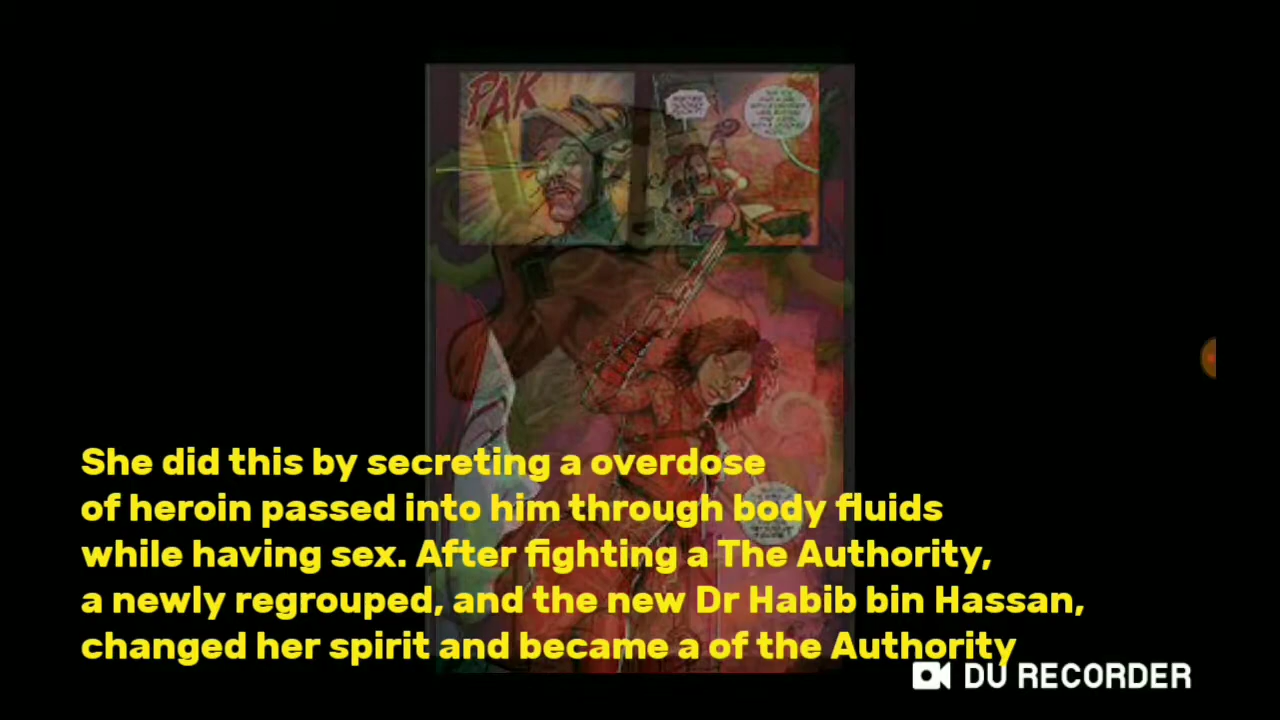 PAK
She did this by secreting a overdose
of heroin passed into him through body fluids
while having sex. After fighting a The Authority,
a newly regrouped, and the new Dr Habib bin Hassan,
changed her spirit and became a of the Authority
DU RECORDER